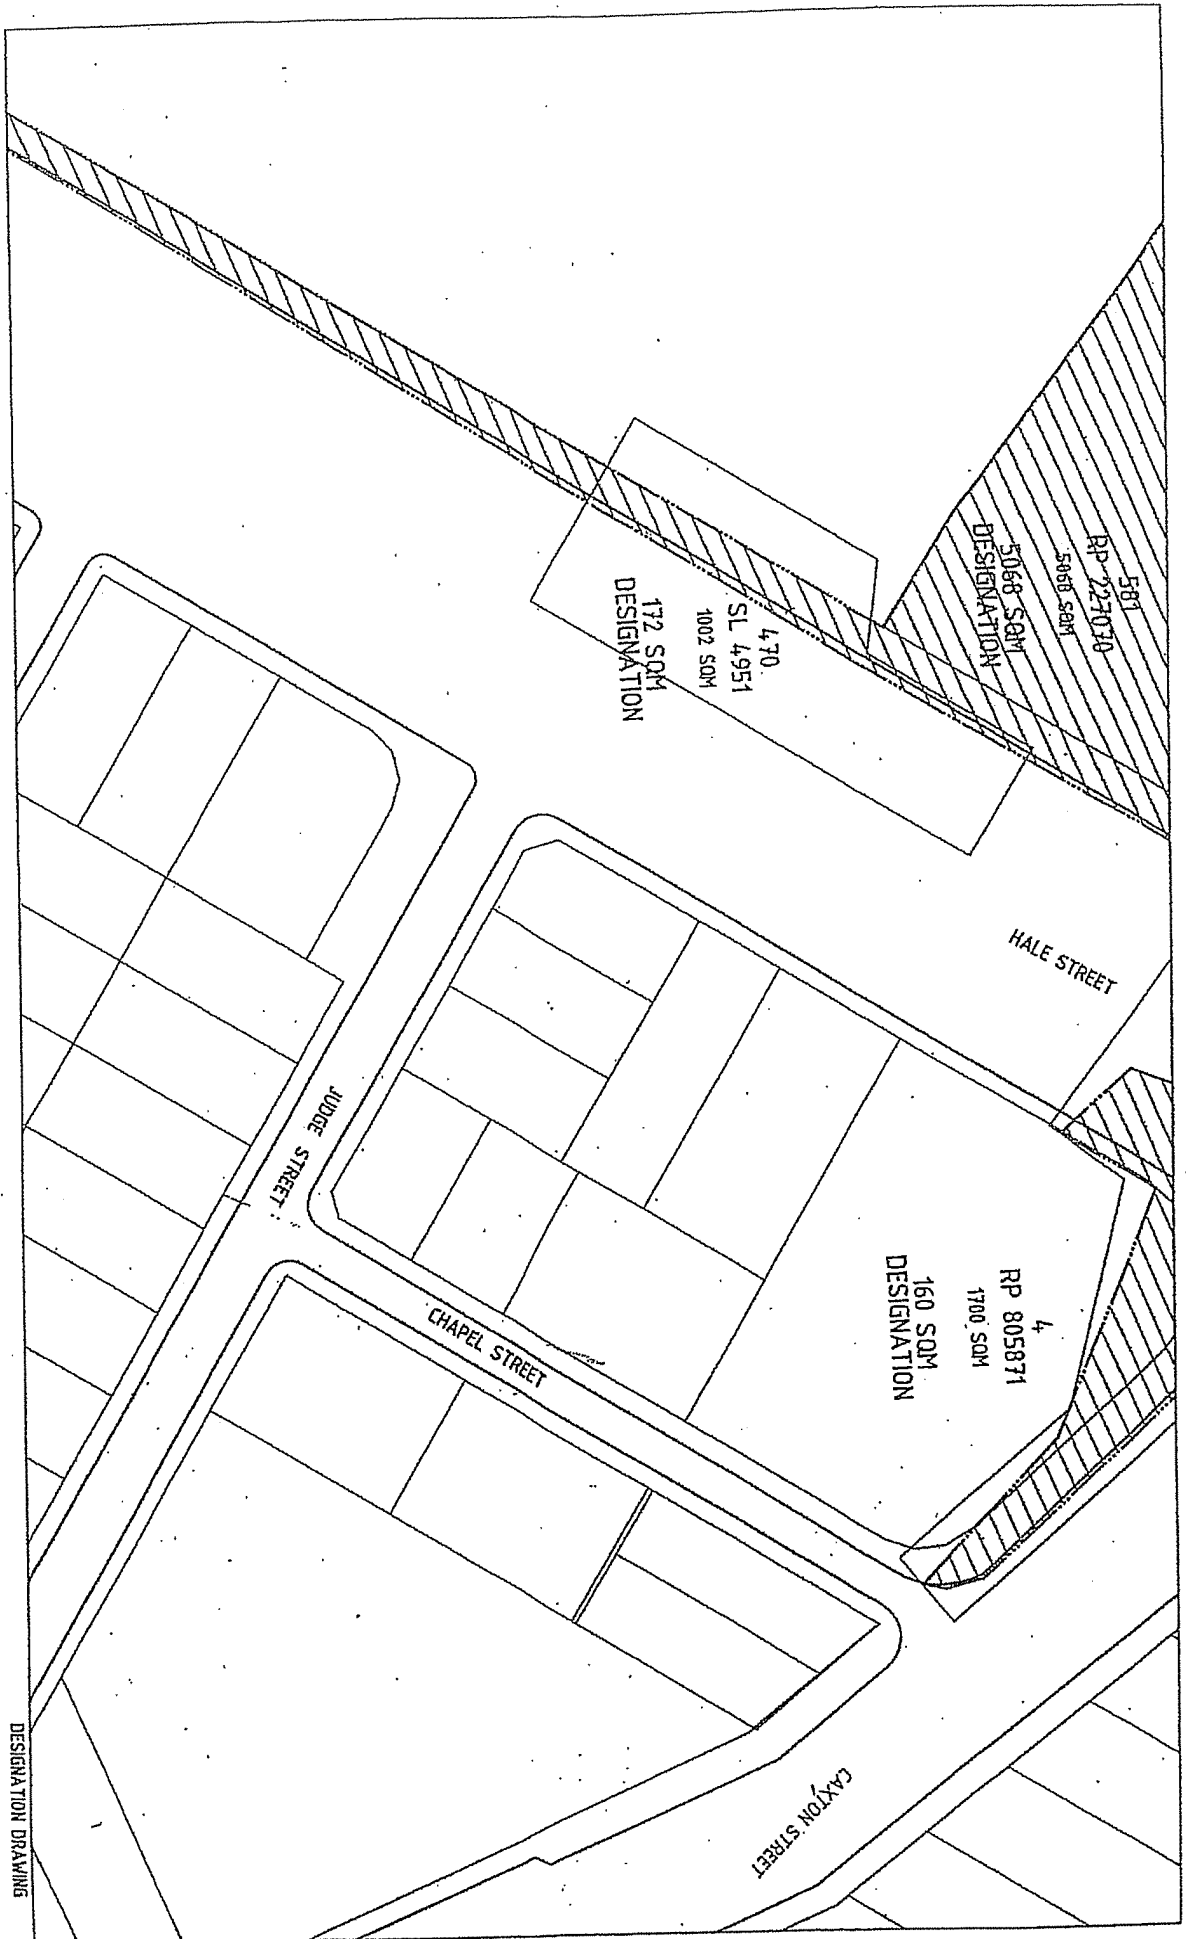 581
RP 227070
5068 SQM
5068 SQM
DESIGNATION
470
SL 4951
1002 SQM
172 SQM
DESIGNATION
HALE STREET
4
RP 805871
1700 SQM
160 SQM
DESIGNATION
JUDGE STREET
CHAPEL STREET
CAXTON STREET
DESIGNATION DRAWING